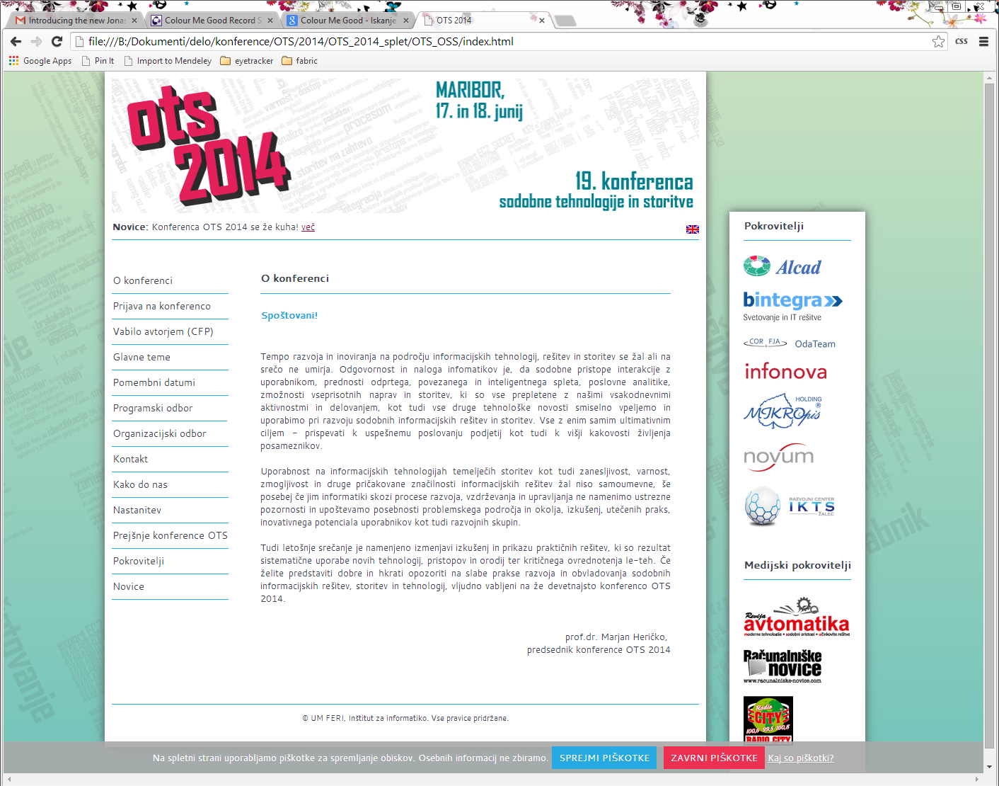 Introducing the new Jona
Colour Me Good Record S
Colour Me Good - Iskanje
OTS 2014
file:///B:/Dokumenti/delo/konference/OTS/2014/OTS_2014_splet/OTS_OSS/index.html
css
Google Apps
Pin It
Import to Mendeley
eyetracker
fabric
ots
2014
MARIBOR,
17. in 18. junij
19. konferenca
sodobne tehnologije in storitve
Novice: Konferenca OTS 2014 se že kuha! več
O konferenci
Prijava na konferenco
Vabilo avtorjem (CFP)
Glavne teme
Pomembni datumi
Programski odbor
Organizacijski odbor
Kontakt
Kako do nas
Nastanitev
Prejšnje konference OTS
Pokrovitelji
Novice
O konferenci
Spoštovani!
Tempo razvoja in inoviranja na področju informacijskih tehnologij, rešitev in storitev se žal ali na
srečo ne umirja. Odgovornost in naloga infomatikov je, da sodobne pristope interakcije z
uporabnikom, prednosti odprtega, povezanega in inteligentnega spleta, poslovne analitike,
zmožnosti vseprisotnih naprav in storitev, ki so vse prepletene z našimi vsakodnevnimi
aktivnostmi in delovanjem, kot tudi vse druge tehnološke novosti smiselno vpeljemo in
uporabimo pri razvoju sodobnih informacijskih rešitev in storitev. Vse z enim samim ultimativnim
ciljem - prispevati k uspešnemu poslovanju podjetij kot tudi k višji kakovosti življenja
posameznikov.
Uporabnost na informacijskih tehnologijah temelječih storitev kot tudi zanesljivost, varnost,
zmogljivost in druge pričakovane značilnosti informacijskih rešitev žal niso samoumevne, še
posebej če jim informatiki skozi procese razvoja, vzdrževanja in upravljanja ne namenimo ustrezne
pozornosti in upoštevamo posebnosti problemskega področja in okolja, izkušenj, utečenih praks,
inovativnega potenciala uporabnikov kot tudi razvojnih skupin.
Tudi letošnje srečanje je namenjeno izmenjavi izkušenj in prikazu praktičnih rešitev, ki so rezultat
sistematične uporabe novih tehnologij, pristopov in orodij ter kritičnega ovrednotenja le-teh. Če
želite predstaviti dobre in hkrati opozoriti na slabe prakse razvoja in obvladovanja sodobnih
informacijskih rešitev, storitev in tehnologij, vljudno vabljeni na že devetnajsto konferenco OTS
2014.
prof.dr. Marjan Heričko,
predsednik konference OTS 2014
© UM FERI, Inštitut za informatiko. Vse pravice pridržane.
Pokrovitelji
Alcad
bintegra
Svetovanje in IT rešitve
COR FJA OdaTeam
infonova
HOLDING
MIKROpis ®
novum
RAZVOJNI CENTER
IKTS
ŽALEC
Medijski pokrovitelji
Revija
avtomatika
moderne tehnologije • sodobni pristopi • učinkovite rešitve
Računalniške
novice
www.racunalniske-novice.com
Radio
CITY
100,6 99,5 100,8
RADIO CITY
Na spletni strani uporabljamo piškotke za spremljanje obiskov. Osebnih informacij ne zbiramo. SPREJMI PIŠKOTKE ZAVRNI PIŠKOTKE Kaj so piškotki?